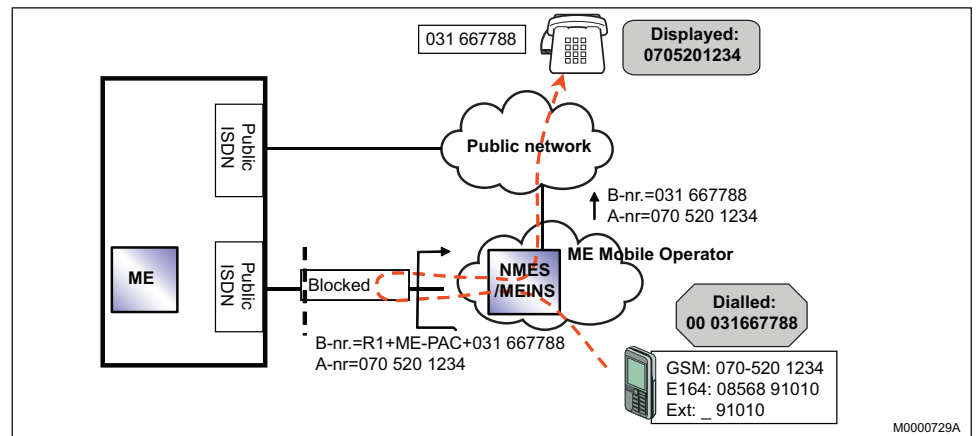 031 667788
Displayed:
0705201234
Public
ISDN
Public network
B-nr.=031 667788
A-nr=070 520 1234
ME
Public
ISDN
Blocked
NMES
/MEINS
ME Mobile Operator
Dialled:
00 031667788
B-nr.=R1+ME-PAC+031 667788
A-nr=070 520 1234
GSM: 070-520 1234
E164: 08568 91010
Ext: _ 91010
M0000729A